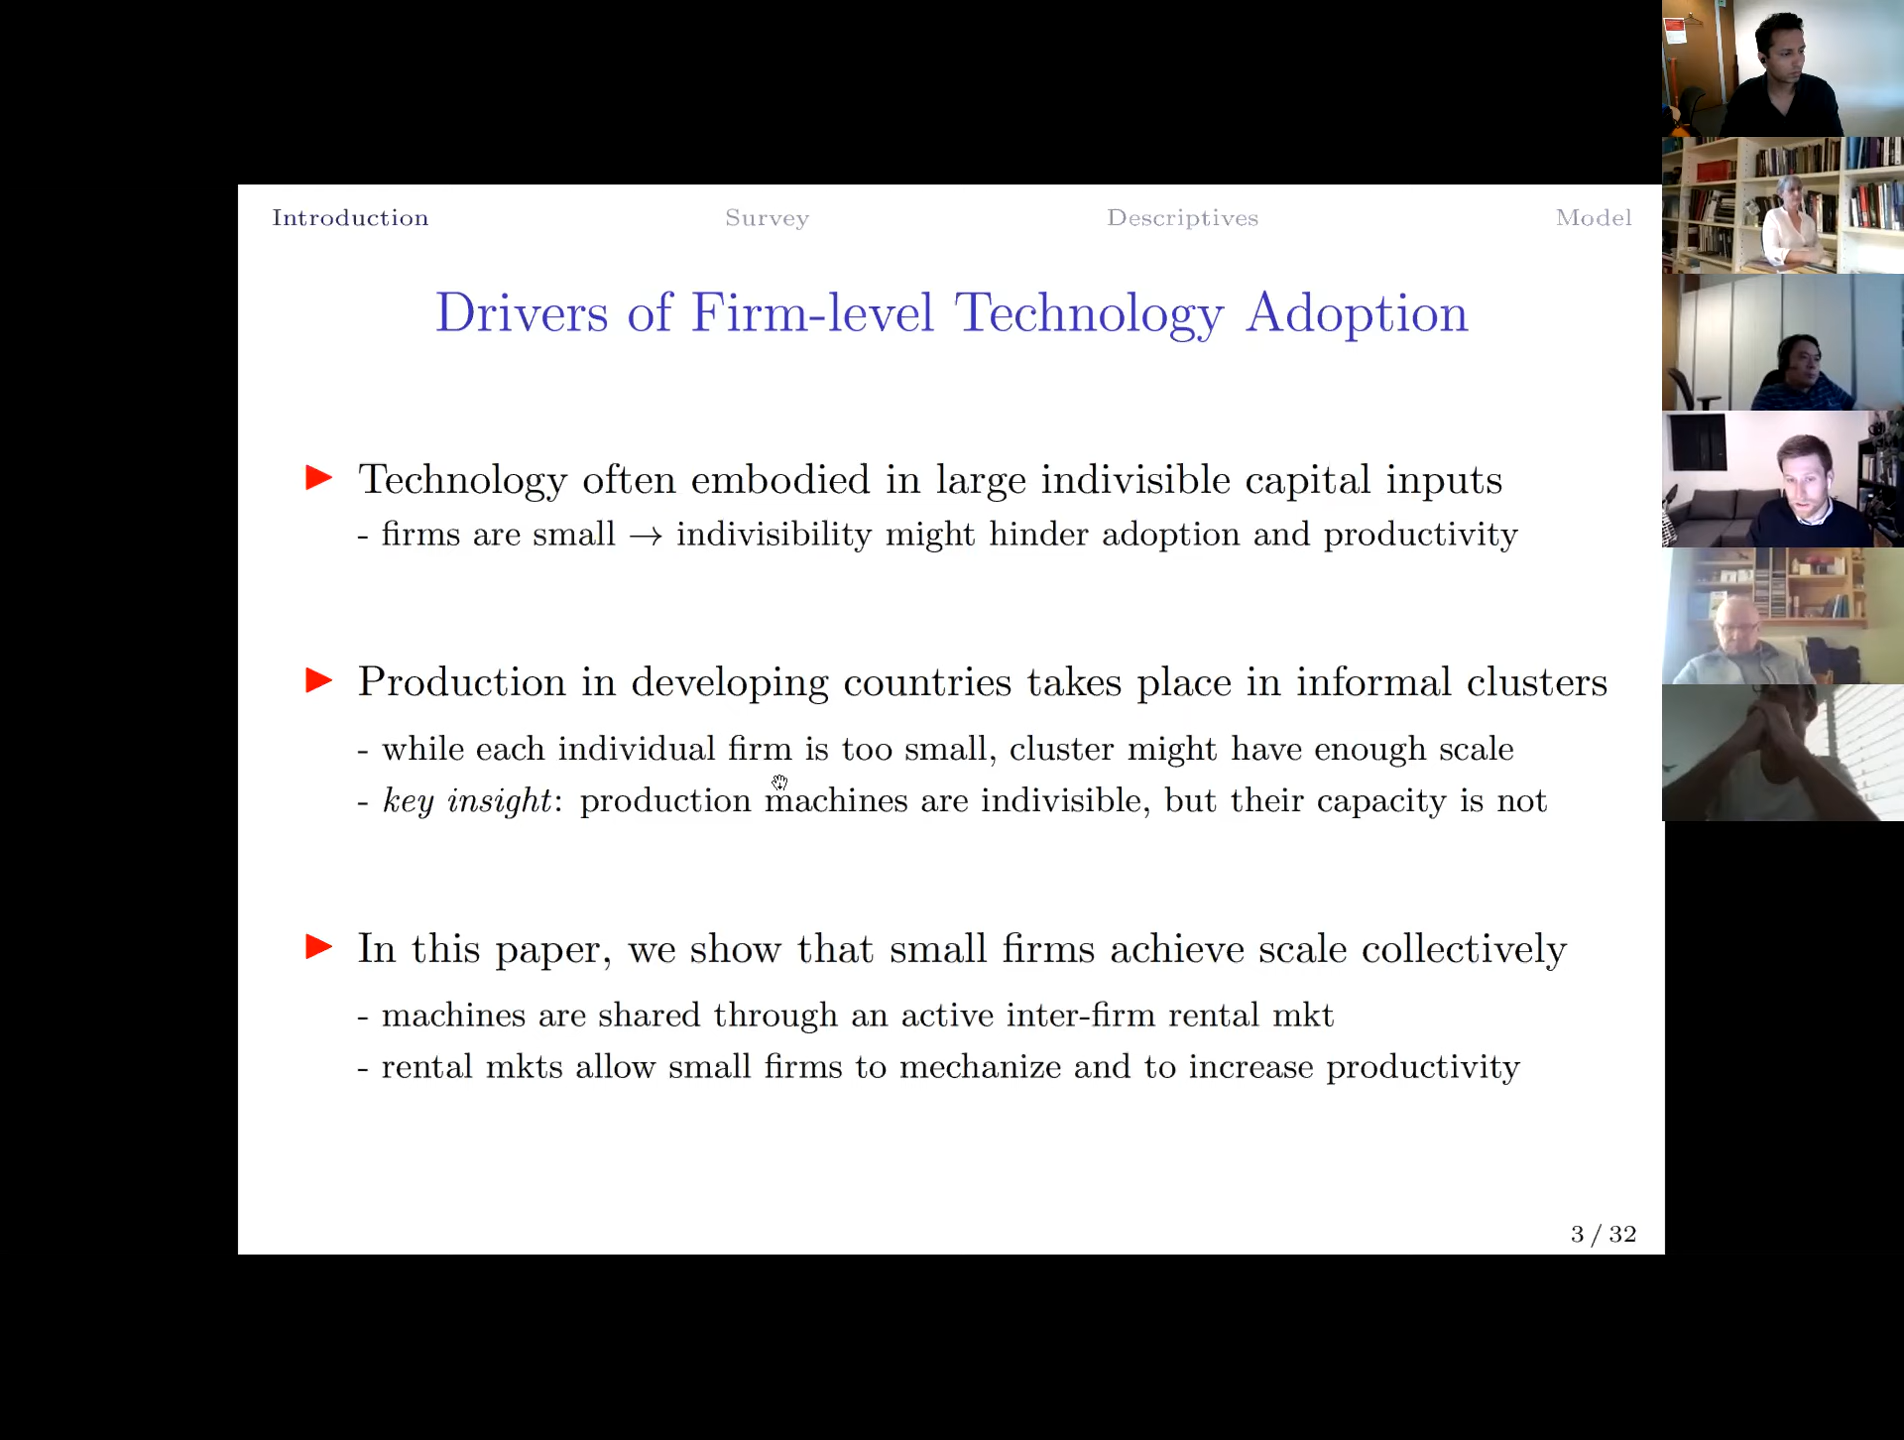 Introduction Survey Descriptives Model
Drivers of Firm-level Technology Adoption
Technology often embodied in large indivisible capital inputs
- firms are small → indivisibility might hinder adoption and productivity
Production in developing countries takes place in informal clusters
- while each individual firm is too small, cluster might have enough scale
- key insight: production machines are indivisible, but their capacity is not
In this paper, we show that small firms achieve scale collectively
- machines are shared through an active inter-firm rental mkt
- rental mkts allow small firms to mechanize and to increase productivity
3 / 32